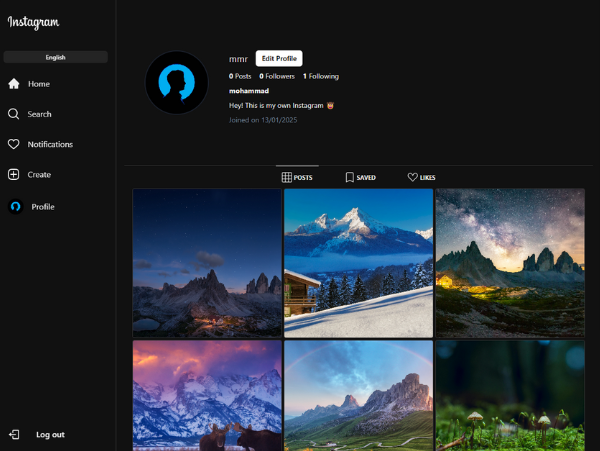 Instagram
English
Home
Search
Notifications
Create
Profile
Log out
mmr Edit Profile
0 Posts 0 Followers 1 Following
mohammad
Hey! This is my own Instagram
Joined on 13/01/2025
POSTS SAVED LIKES